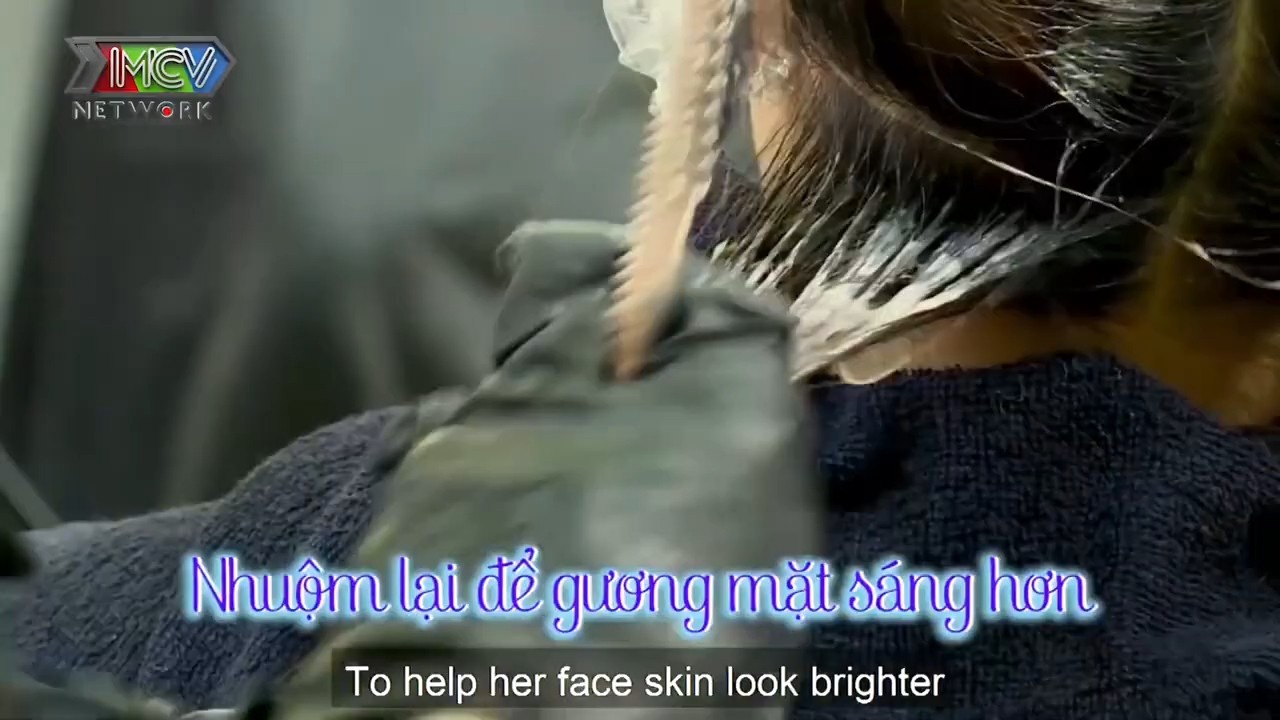 MCV
NETWORK
Nhuộm lại để gương mặt sáng hơn
To help her face skin look brighter